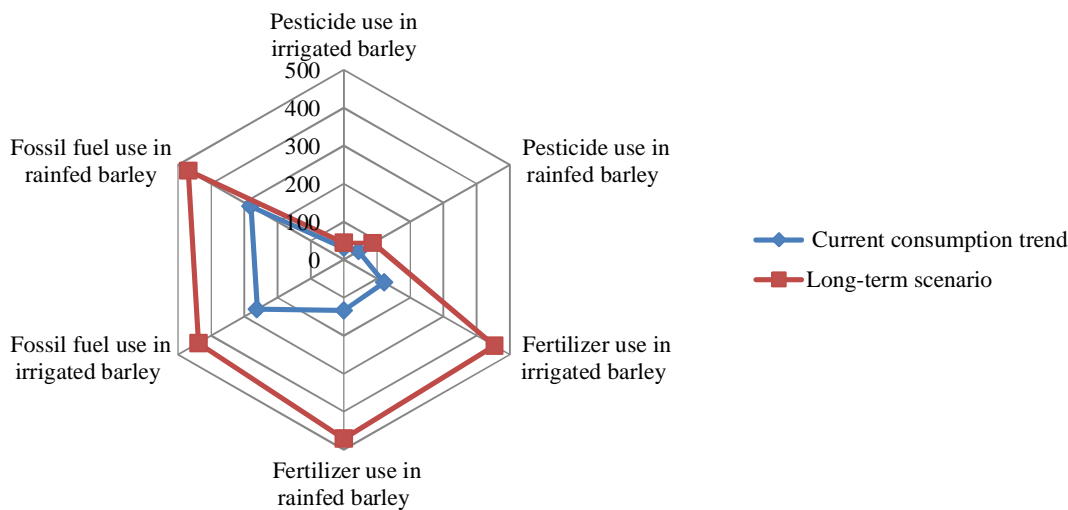 Pesticide use in
irrigated barley
500
400
300
200
100
0
Fossil fuel use in
rainfed barley
Pesticide use in
rainfed barley
Current consumption trend
Long-term scenario
Fossil fuel use in
irrigated barley
Fertilizer use in
irrigated barley
Fertilizer use in
rainfed barley